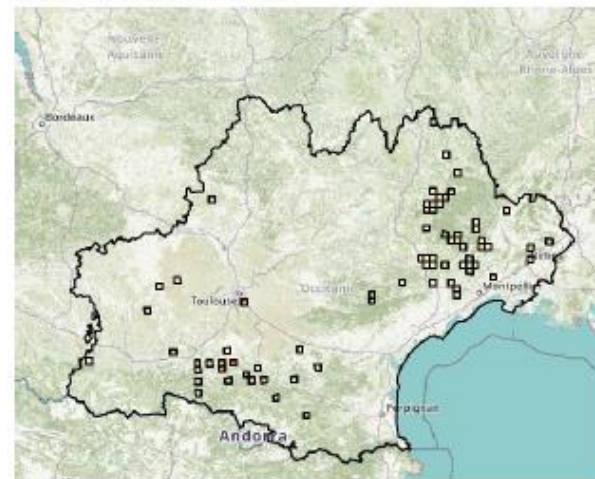 Nouvelle
Aquitaine
Auvergne
Rhône-Alpes
Bordeaux
Toulouse
Occitanie
Montpellier
Perpignan
Andorra